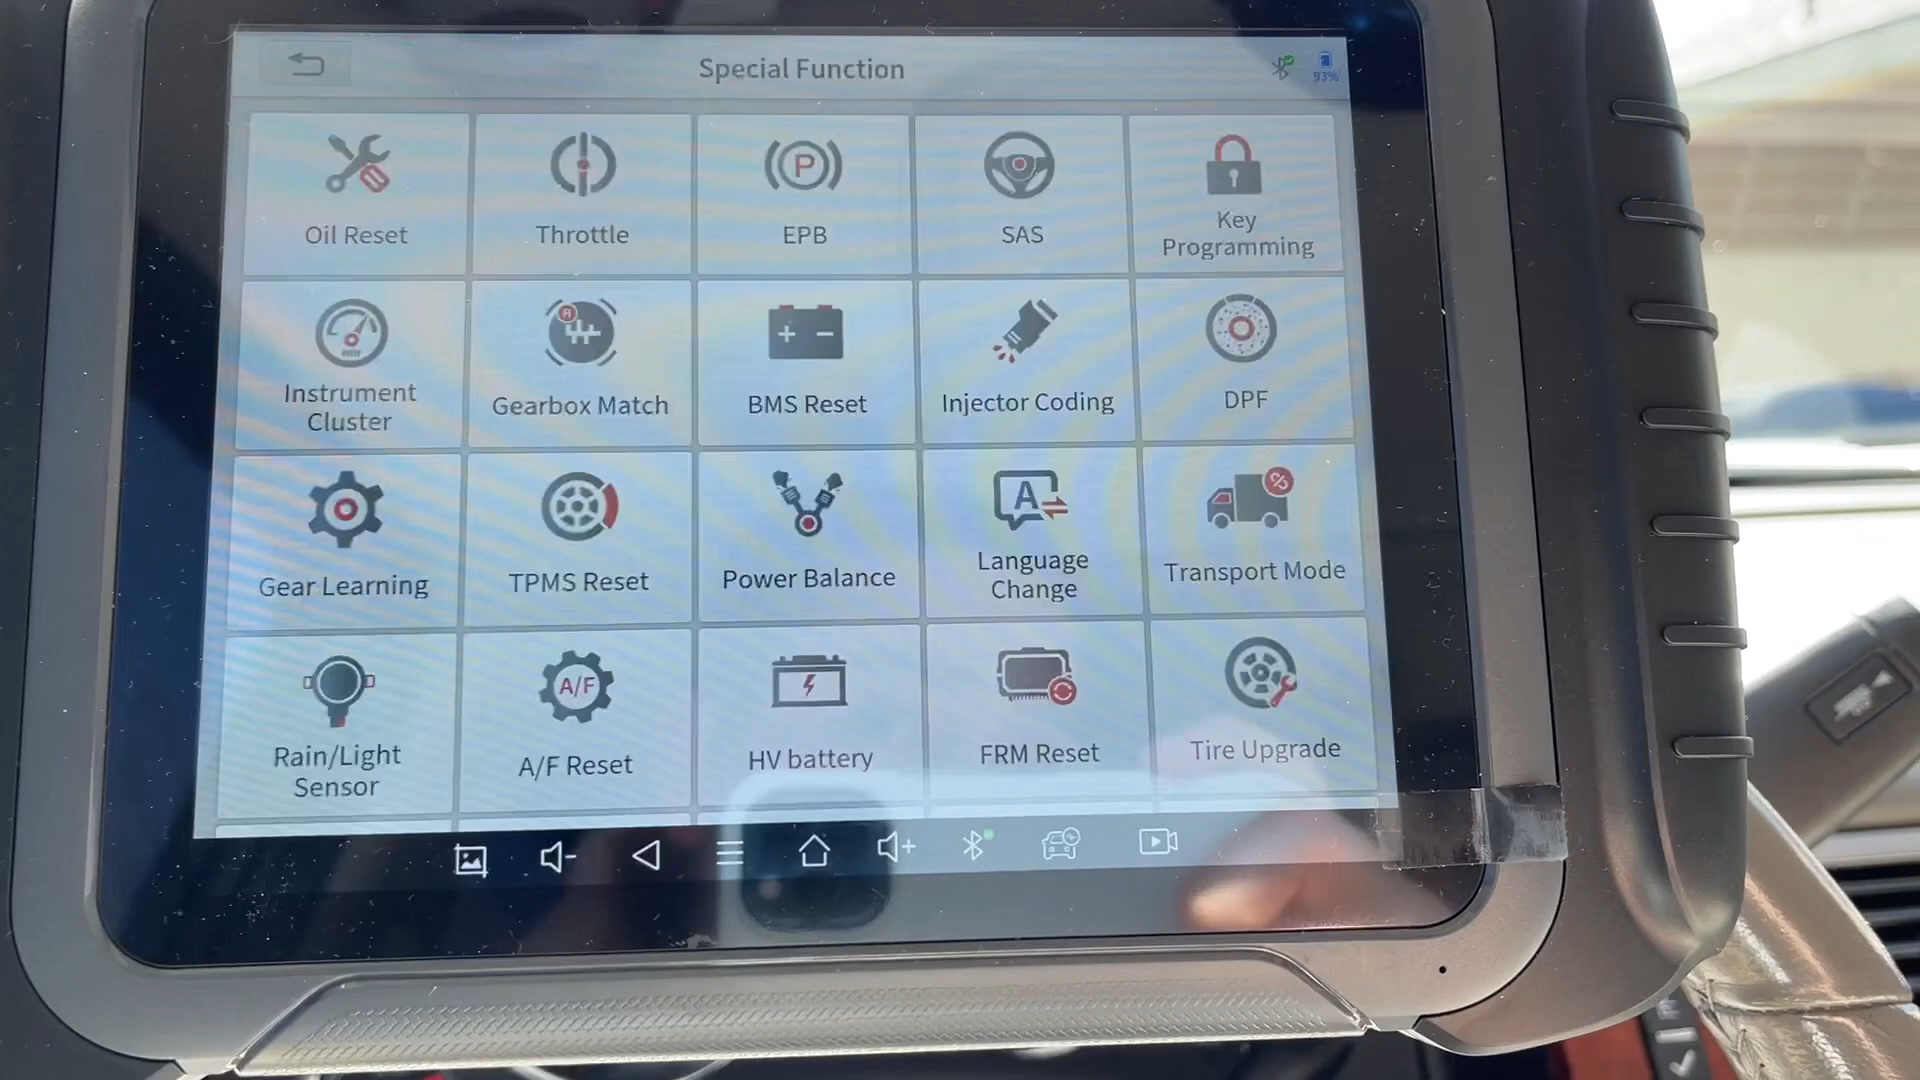 Special Function
93%
Oil Reset
Throttle
P
EPB
SAS
Key
Programming
Instrument
Cluster
R
Gearbox Match
+ -
BMS Reset
Injector Coding
DPF
Gear Learning
TPMS Reset
Power Balance
A
Language
Change
Transport Mode
Rain/Light
Sensor
A/F
A/F Reset
HV battery
FRM Reset
Tire Upgrade